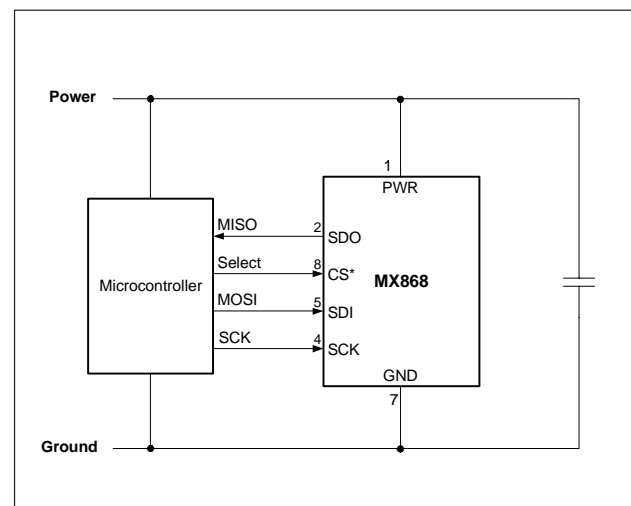 Power
1
PWR
MISO
2
SDO
Select
8
CS*
MX868
Microcontroller
MOSI
5
SDI
SCK
4
SCK
GND
7
Ground